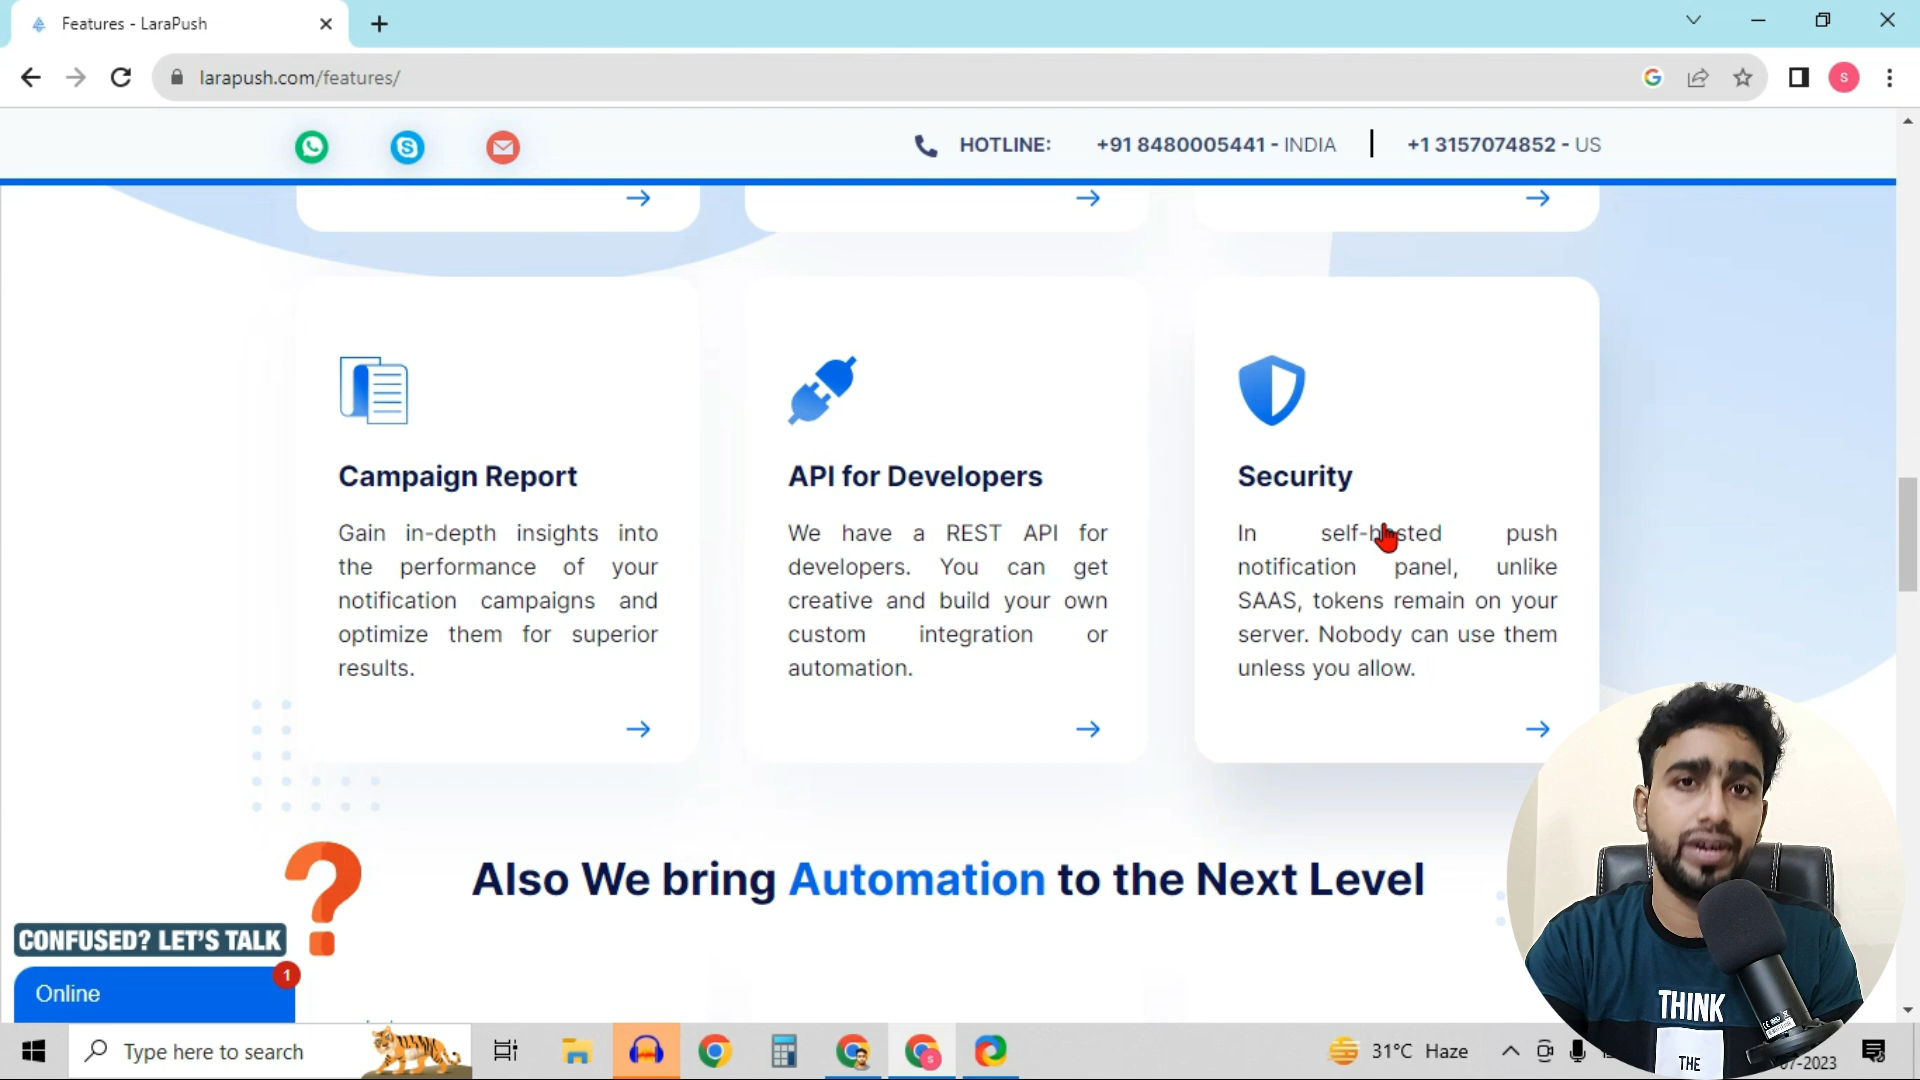 Features - LaraPush
larapush.com/features/
S
HOTLINE: +91 8480005441 - INDIA +1 3157074852 - US
Campaign Report
Gain in-depth insights into
the performance of your
notification campaigns and
optimize them for superior
results.
API for Developers
We have a REST API for
developers. You can get
creative and build your own
custom integration or
automation.
Security
In self-hosted push
notification panel, unlike
SAAS, tokens remain on your
server. Nobody can use them
unless you allow.
Also We bring Automation to the Next Level
CONFUSED? LET'S TALK
1
Online
THINK
THE
Type here to search
31°C Haze
07-2023